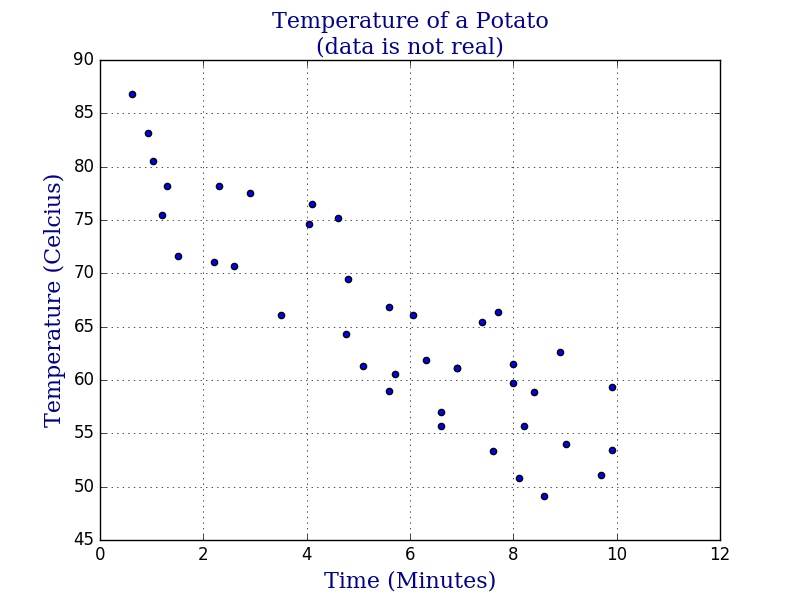 Temperature of a Potato
(data is not real)
90
85
80
75
70
65
60
55
50
45
Temperature (Celcius)
0 2 4 6 8 10 12
Time (Minutes)